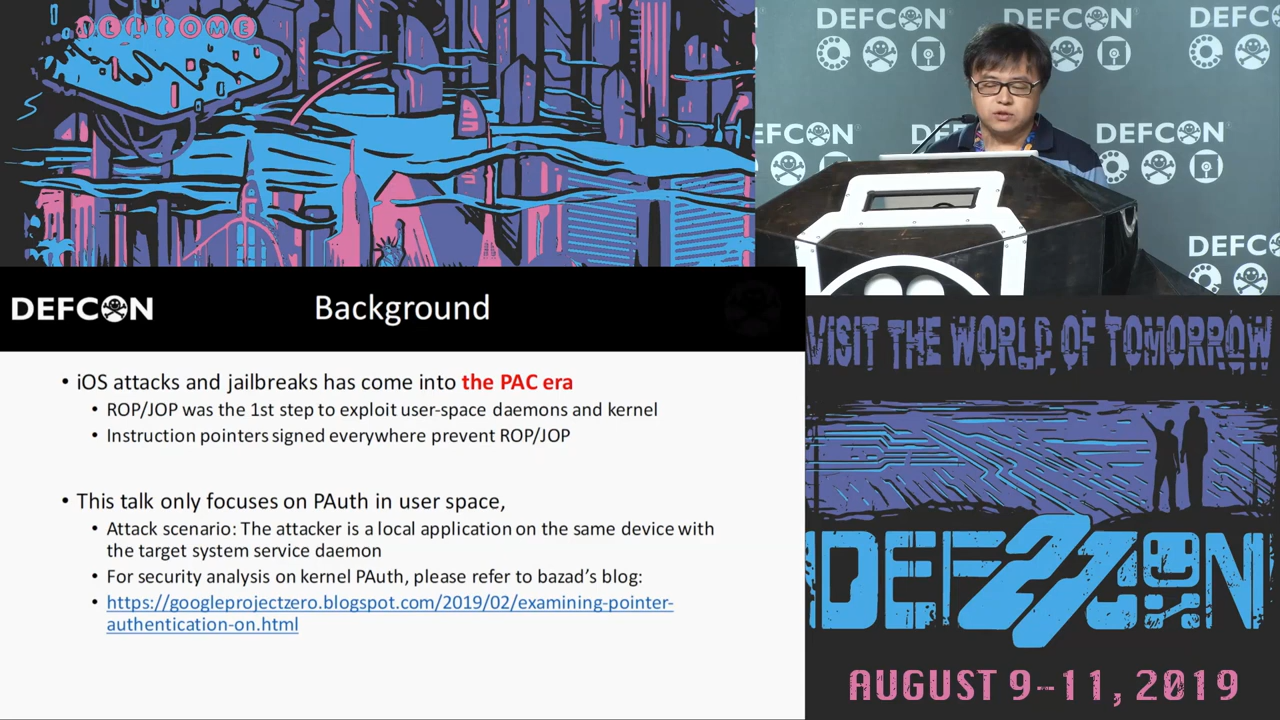 WELCOME
DEFCON
DEFCON
DEFCON
DEFCON
DEFCON
DEFCON
DEFCON
DEFCON
Background
• iOS attacks and jailbreaks has come into the PAC era
• ROP/JOP was the 1st step to exploit user-space daemons and kernel
• Instruction pointers signed everywhere prevent ROP/JOP
• This talk only focuses on PAuth in user space,
• Attack scenario: The attacker is a local application on the same device with
the target system service daemon
• For security analysis on kernel PAuth, please refer to bazad’s blog:
• https://googleprojectzero.blogspot.com/2019/02/examining-pointer-
authentication-on.html
VISIT THE WORLD OF TOMORROW
DEF 27 CON
AUGUST 9-11, 2019